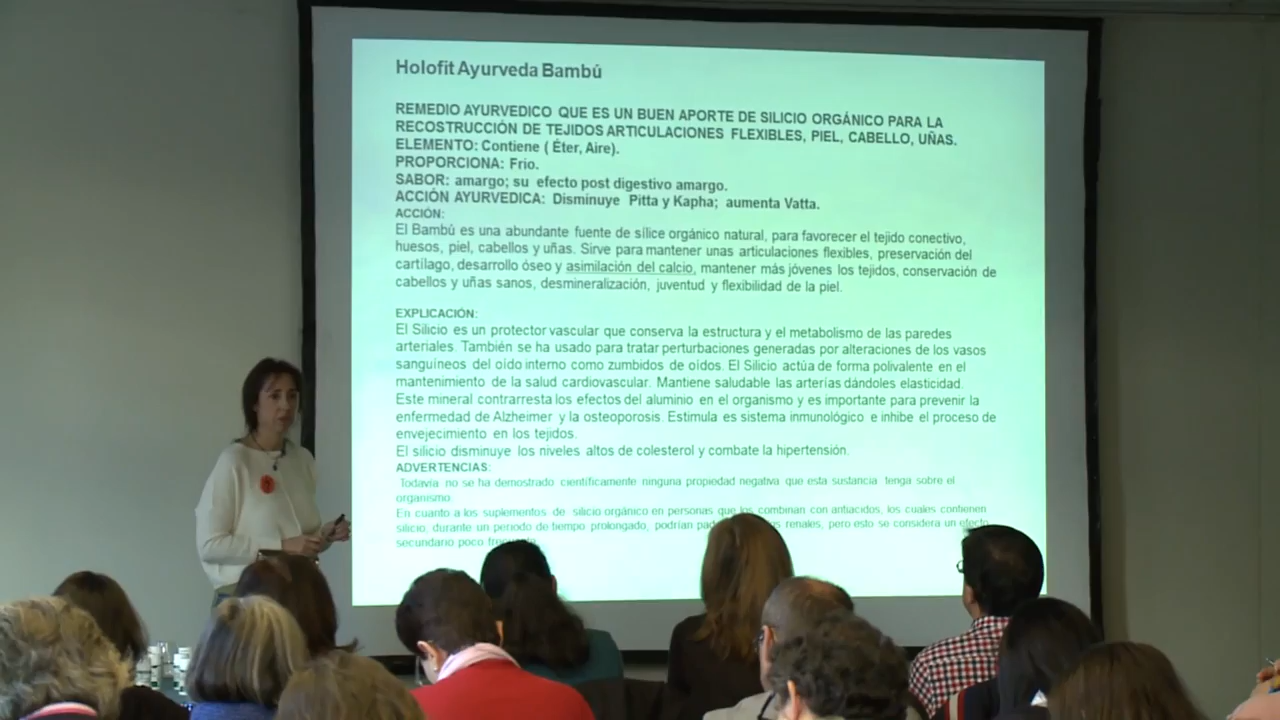 Holofit Ayurveda Bambú
REMEDIO AYURVEDICO QUE ES UN BUEN APORTE DE SILICIO ORGÁNICO PARA LA
RECOSTRUCCIÓN DE TEJIDOS ARTICULACIONES FLEXIBLES, PIEL, CABELLO, UÑAS.
ELEMENTO: Contiene ( Éter, Aire).
PROPORCIONA: Frio.
SABOR: amargo; su efecto post digestivo amargo.
ACCIÓN AYURVEDICA: Disminuye Pitta y Kapha; aumenta Vatta.
ACCIÓN:
El Bambú es una abundante fuente de sílice orgánico natural, para favorecer el tejido conectivo,
huesos, piel, cabellos y uñas. Sirve para mantener unas articulaciones flexibles, preservación del
cartílago, desarrollo óseo y asimilación del calcio, mantener más jóvenes los tejidos, conservación de
cabellos y uñas sanos, desmineralización, juventud y flexibilidad de la piel.
EXPLICACIÓN:
El Silicio es un protector vascular que conserva la estructura y el metabolismo de las paredes
arteriales. También se ha usado para tratar perturbaciones generadas por alteraciones de los vasos
sanguíneos del oído interno como zumbidos de oídos. El Silicio actúa de forma polivalente en el
mantenimiento de la salud cardiovascular. Mantiene saludable las arterías dándoles elasticidad.
Este mineral contrarresta los efectos del aluminio en el organismo y es importante para prevenir la
enfermedad de Alzheimer y la osteoporosis. Estimula es sistema inmunológico e inhibe el proceso de
envejecimiento en los tejidos.
El silicio disminuye los niveles altos de colesterol y combate la hipertensión.
ADVERTENCIAS:
Todavía no se ha demostrado científicamente ninguna propiedad negativa que esta sustancia tenga sobre el
organismo.
En cuanto a los suplementos de silicio orgánico en personas que los combinan con antiacidos, los cuales contienen
silicio, durante un periodo de tiempo prolongado, podrían renales, pero esto se considera un efecto
secundario poco